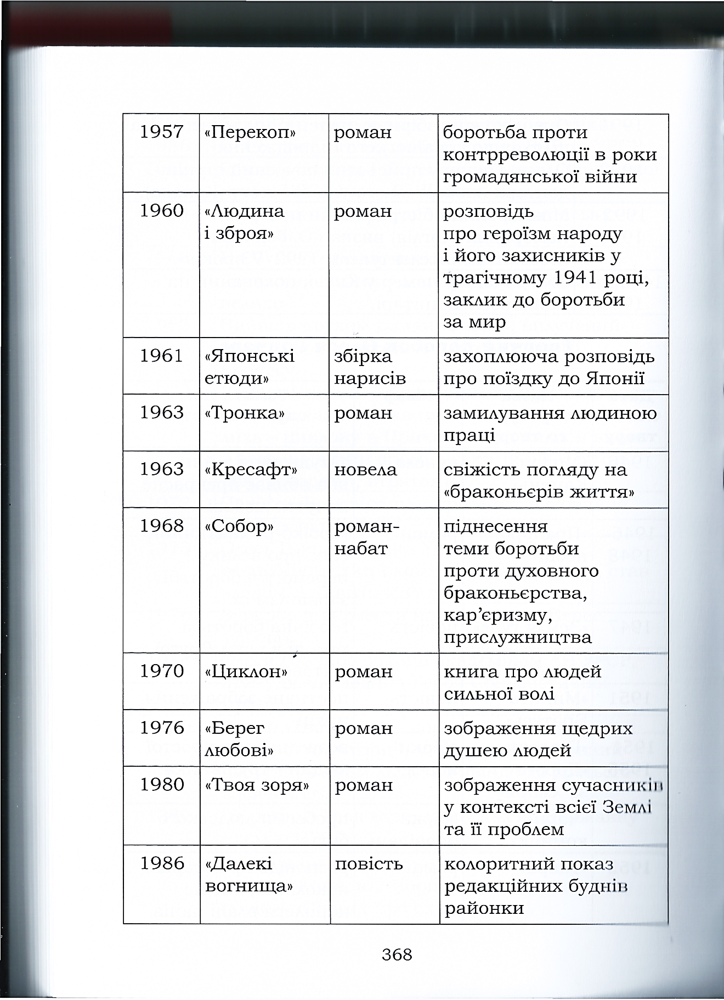 1957 «Перекоп» роман боротьба проти
контрреволюції в роки
громадянської війни
1960 «Людина роман розповідь
і зброя» про героїзм народу
і його захисників у
трагічному 1941 році,
заклик до боротьби
за мир
1961 «Японські збірка захоплююча розповідь
етюди» нарисів про поїздку до Японії
1963 «Тронка» роман замилування людиною
праці
1963 «Кресафт» новела свіжість погляду на
«браконьєрів життя»
1968 «Собор» роман- піднесення
набат теми боротьби
проти духовного
браконьєрства,
кар’єризму,
прислужництва
1970 «Циклон» роман книга про людей
сильної волі
1976 «Берег роман зображення щедрих
любові» душею людей
1980 «Твоя зоря» роман зображення сучасників
у контексті всієї Землі
та її проблем
1986 «Далекі повість колоритний показ
вогнища» редакційних буднів
районки
368